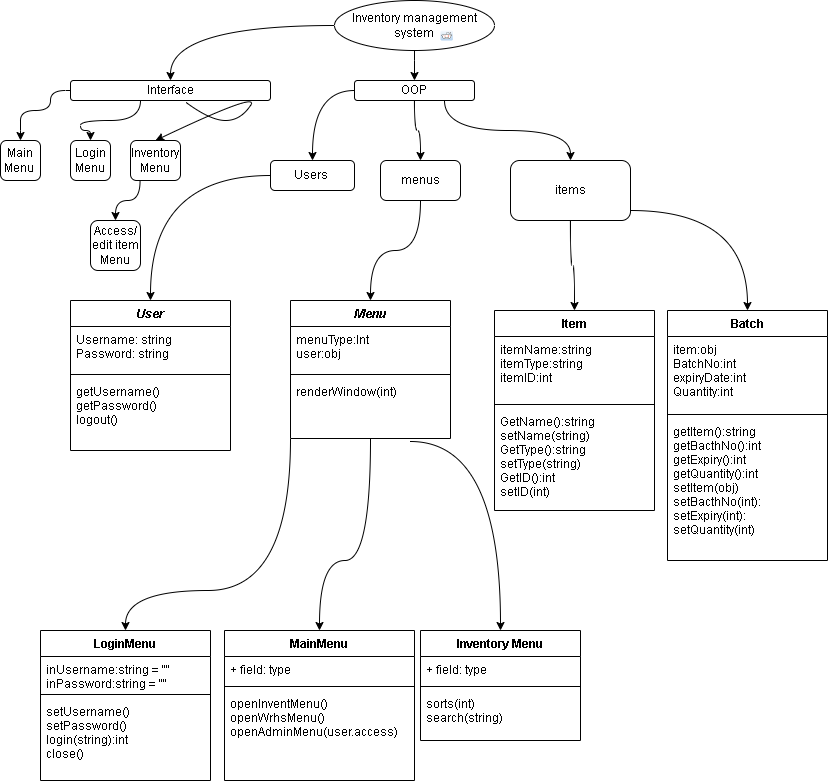 Inventory management
system
Interface
OOP
Main
Menu
Login
Menu
Inventory
Menu
Users
menus
items
Access/
edit item
Menu
User
Username: string
Password: string
getUsername()
getPassword()
logout()
Menu
menuType:Int
user:obj
renderWindow(int)
Item
itemName:string
itemType:string
itemID:int
GetName():string
setName(string)
GetType():string
setType(string)
GetID():int
setID(int)
Batch
item:obj
BatchNo:int
expiryDate:int
Quantity:int
getItem():string
getBacthNo():int
getExpiry():int
getQuantity():int
setItem(obj)
setBacthNo(int):
setExpiry(int):
setQuantity(int)
LoginMenu
inUsername:string = ""
inPassword:string = ""
setUsername()
setPassword()
login(string):int
close()
MainMenu
+ field: type
openInventMenu()
openWrhsMenu()
openAdminMenu(user.access)
Inventory Menu
+ field: type
sorts(int)
search(string)